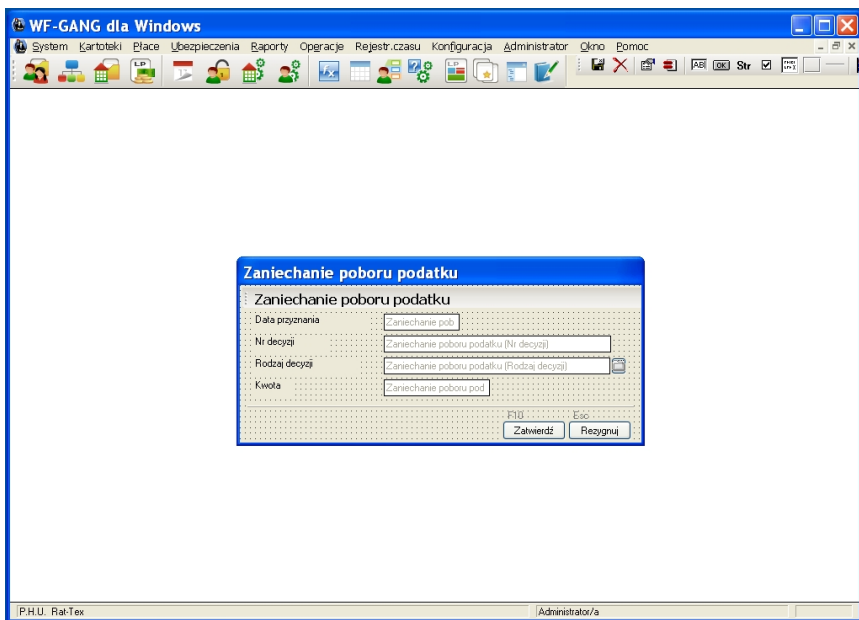 WF-GANG dla Windows
System Kartoteki Płace Ubezpieczenia Raporty Operacje Rejestr.czasu Konfiguracja Administrator Okno Pomoc
LP LP AB OK Str
Zaniechanie poboru podatku
Zaniechanie poboru podatku
Data przyznania Zaniechanie pob
Nr decyzji Zaniechanie poboru podatku (Nr decyzji)
Rodzaj decyzji Zaniechanie poboru podatku (Rodzaj decyzji)
Kwota Zaniechanie poboru pod
F10 Esc
Zatwierdź Rezygnuj
P.H.U. Rat-Tex Administrator/a